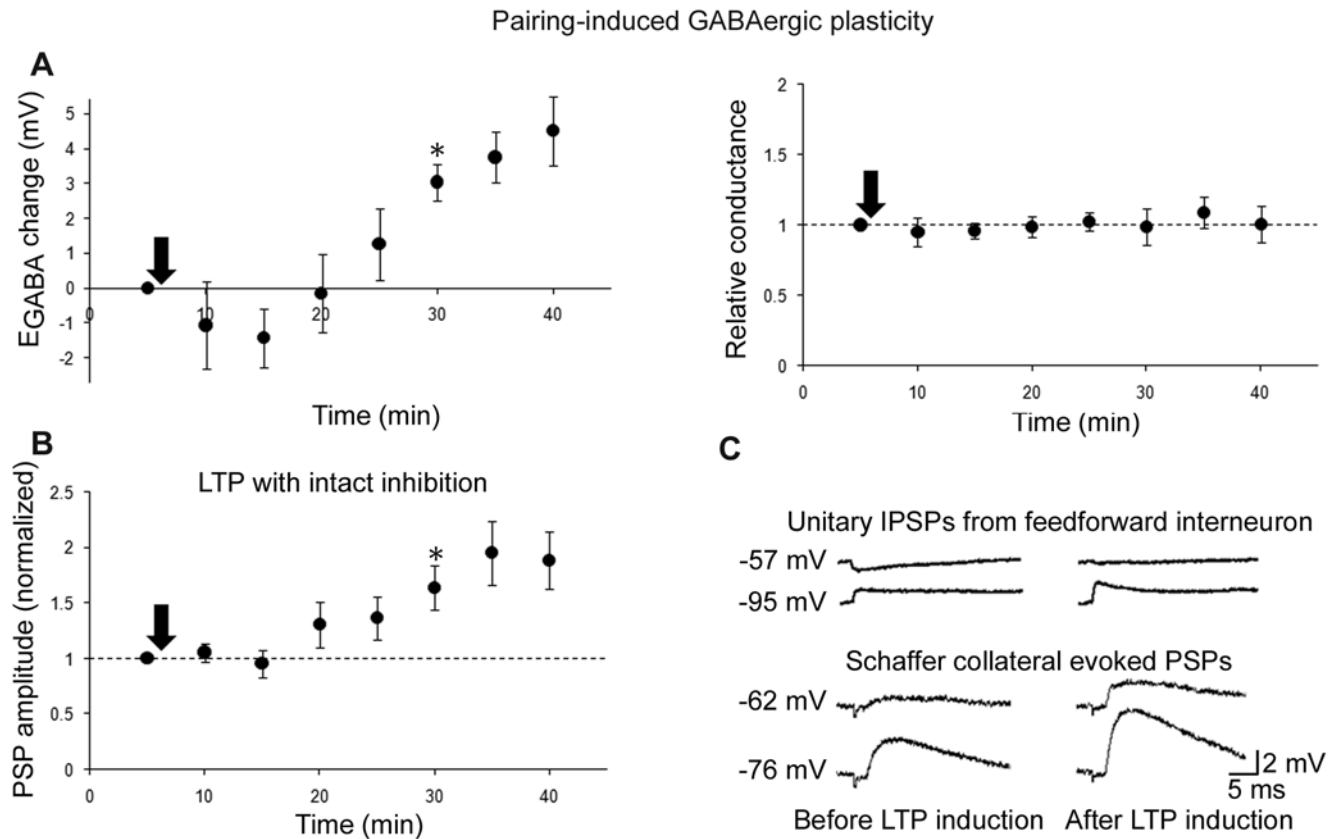 Pairing-induced GABAergic plasticity
A
EGABA change (mV)
5
4
3
2
1
0
-1
-2
*
0
10
20
30
40
Time (min)
Relative conductance
2
1.5
1
0.5
0
0
10
20
30
40
Time (min)
B
LTP with intact inhibition
PSP amplitude (normalized)
2.5
2
1.5
1
0.5
0
*
0
10
20
30
40
Time (min)
C
Unitary IPSPs from feedforward interneuron
-57 mV
-95 mV
Schaffer collateral evoked PSPs
-62 mV
-76 mV
2 mV
5 ms
Before LTP induction After LTP induction